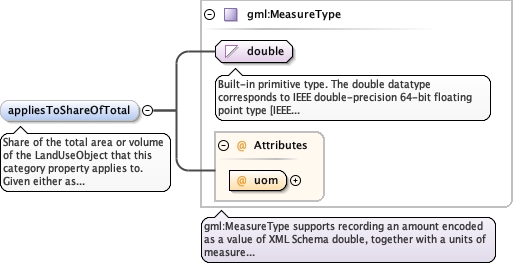 gml:MeasureType
double
Built-in primitive type. The double datatype
corresponds to IEEE double-precision 64-bit floating
point type [IEEE...
appliesToShareOfTotal
Share of the total area or volume
of the LandUseObject that this
category property applies to.
Given either as...
@ Attributes
@ uom
gml:MeasureType supports recording an amount encoded
as a value of XML Schema double, together with a units of
measure...